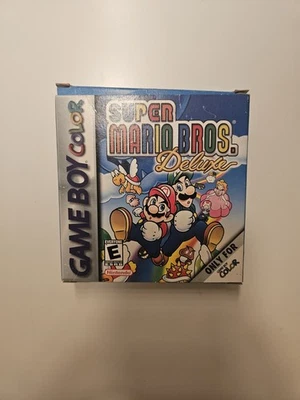 GAME BOY COLOR
SUPER
MARIO BROS.
Deluxe
E
Nintendo
ONLY FOR
COLOR